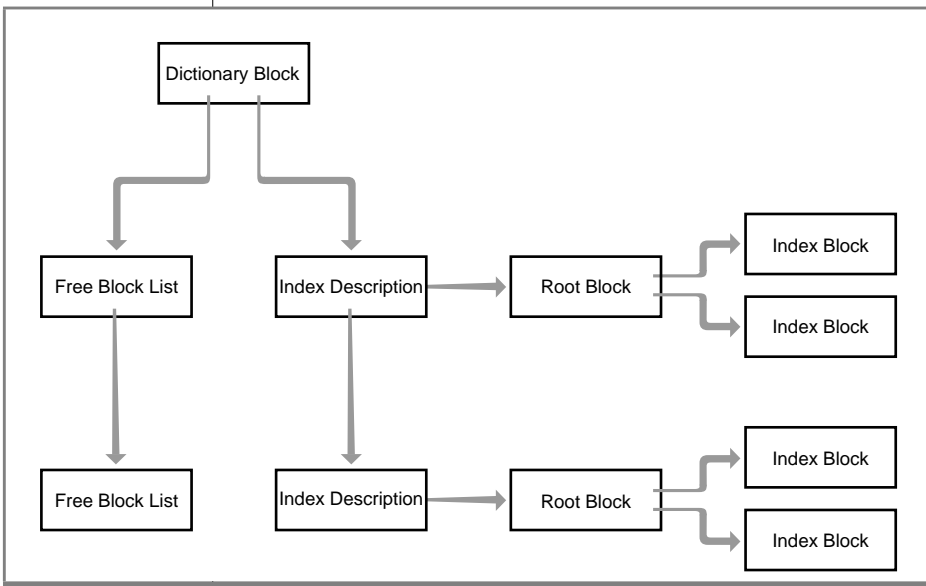 Dictionary Block
Index Block
Free Block List
Index Description
Root Block
Index Block
Index Block
Free Block List
Index Description
Root Block
Index Block